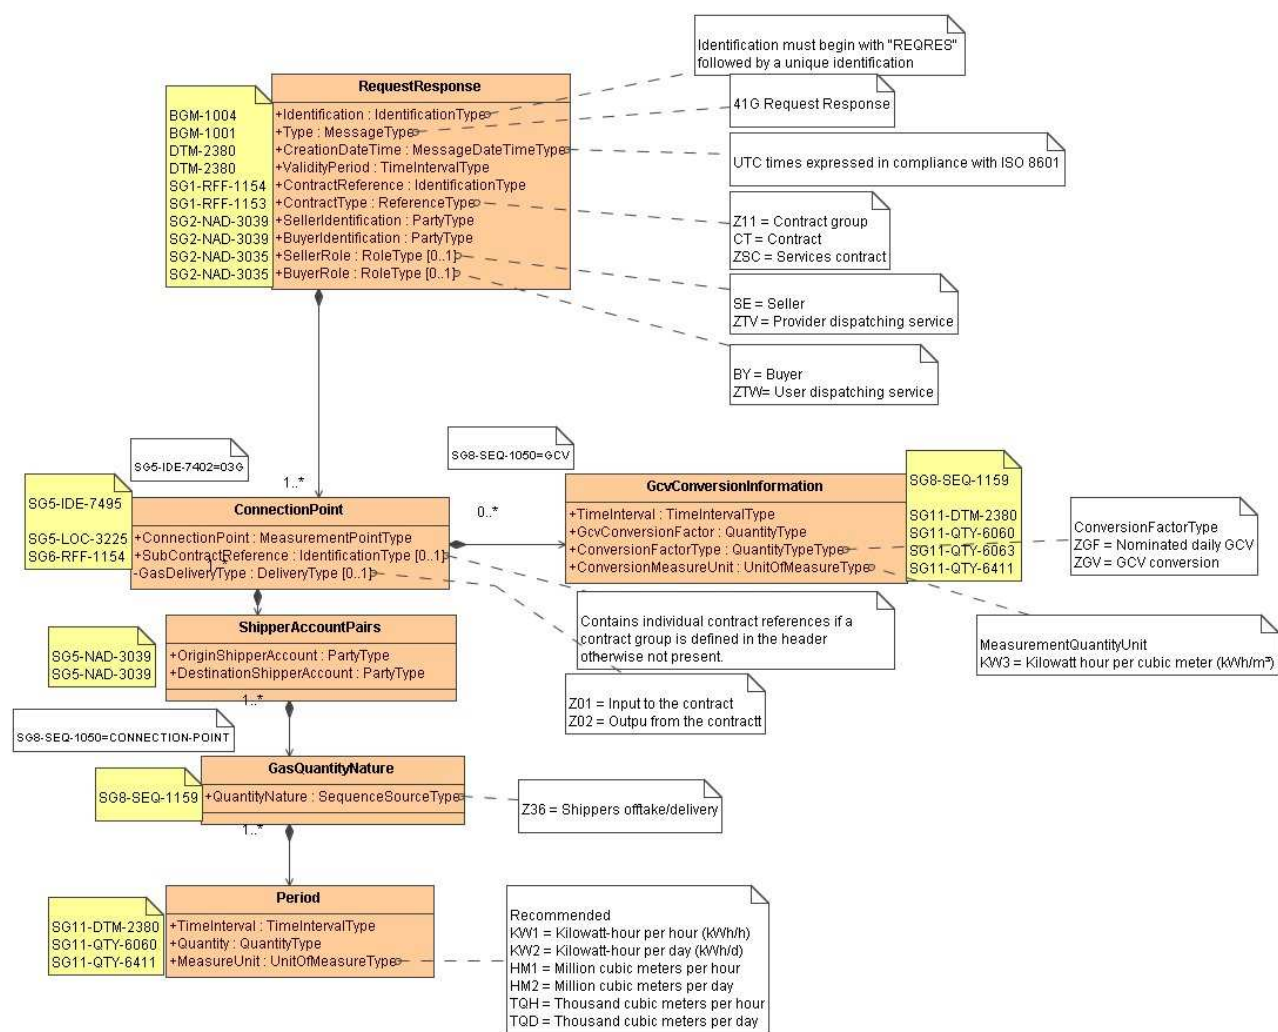 Identification must begin with "REQRES"
followed by a unique identification
RequestResponse
BGM-1004
BGM-1001
DTM-2380
DTM-2380
SG1-RFF-1154
SG1-RFF-1153
SG2-NAD-3039
SG2-NAD-3039
SG2-NAD-3035
SG2-NAD-3035
+Identification : IdentificationType
+Type : MessageType
+CreationDateTime : MessageDateTimeType
+ValidityPeriod : TimeIntervalType
+ContractReference : IdentificationType
+ContractType : ReferenceType
+SellerIdentification : PartyType
+BuyerIdentification : PartyType
+SellerRole : RoleType [0..1]
+BuyerRole : RoleType [0..1]
41G Request Response
UTC times expressed in compliance with ISO 8601
Z11 = Contract group
CT = Contract
ZSC = Services contract
SE = Seller
ZTV = Provider dispatching service
BY = Buyer
ZTW= User dispatching service
SG5-IDE-7402=03G
1..*
SG8-SEQ-1050=GCV
SG5-IDE-7495
SG5-LOC-3225
SG6-RFF-1154
ConnectionPoint
+ConnectionPoint : MeasurementPointType
+SubContractReference : IdentificationType [0..1]
-GasDeliveryType : DeliveryType [0..1]
1..*
0..*
GcvConversionInformation
+TimeInterval : TimeIntervalType
+GcvConversionFactor : QuantityType
+ConversionFactorType : QuantityTypeType
+ConversionMeasureUnit : UnitOfMeasureType
SG8-SEQ-1159
SG11-DTM-2380
SG11-QTY-6060
SG11-QTY-6063
SG11-QTY-6411
ConversionFactorType
ZGF = Nominated daily GCV
ZGV = GCV conversion
MeasurementQuantityUnit
KW3 = Kilowatt hour per cubic meter (kWh/m³)
Contains individual contract references if a
contract group is defined in the header
otherwise not present.
Z01 = Input to the contract
Z02 = Outpu from the contractt
ShipperAccountPairs
SG5-NAD-3039
SG5-NAD-3039
+OriginShipperAccount : PartyType
+DestinationShipperAccount : PartyType
1..*
SG8-SEQ-1050=CONNECTION-POINT
GasQuantityNature
SG8-SEQ-1159
+QuantityNature : SequenceSourceType
Z36 = Shippers offtake/delivery
1..*
Period
SG11-DTM-2380
SG11-QTY-6060
SG11-QTY-6411
+TimeInterval : TimeIntervalType
+Quantity : QuantityType
+MeasureUnit : UnitOfMeasureType
Recommended
KW1 = Kilowatt-hour per hour (kWh/h)
KW2 = Kilowatt-hour per day (kWh/d)
HM1 = Million cubic meters per hour
HM2 = Million cubic meters per day
TQH = Thousand cubic meters per hour
TQD = Thousand cubic meters per day